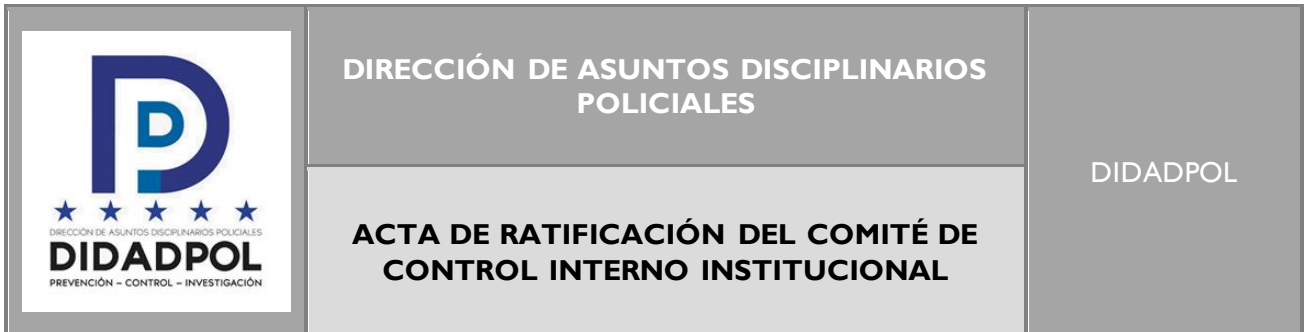 DIRECCIÓN DE ASUNTOS DISCIPLINARIOS POLICIALES
DIDADPOL
PREVENCIÓN – CONTROL – INVESTIGACIÓN
DIRECCIÓN DE ASUNTOS DISCIPLINARIOS
POLICIALES
ACTA DE RATIFICACIÓN DEL COMITÉ DE
CONTROL INTERNO INSTITUCIONAL
DIDADPOL